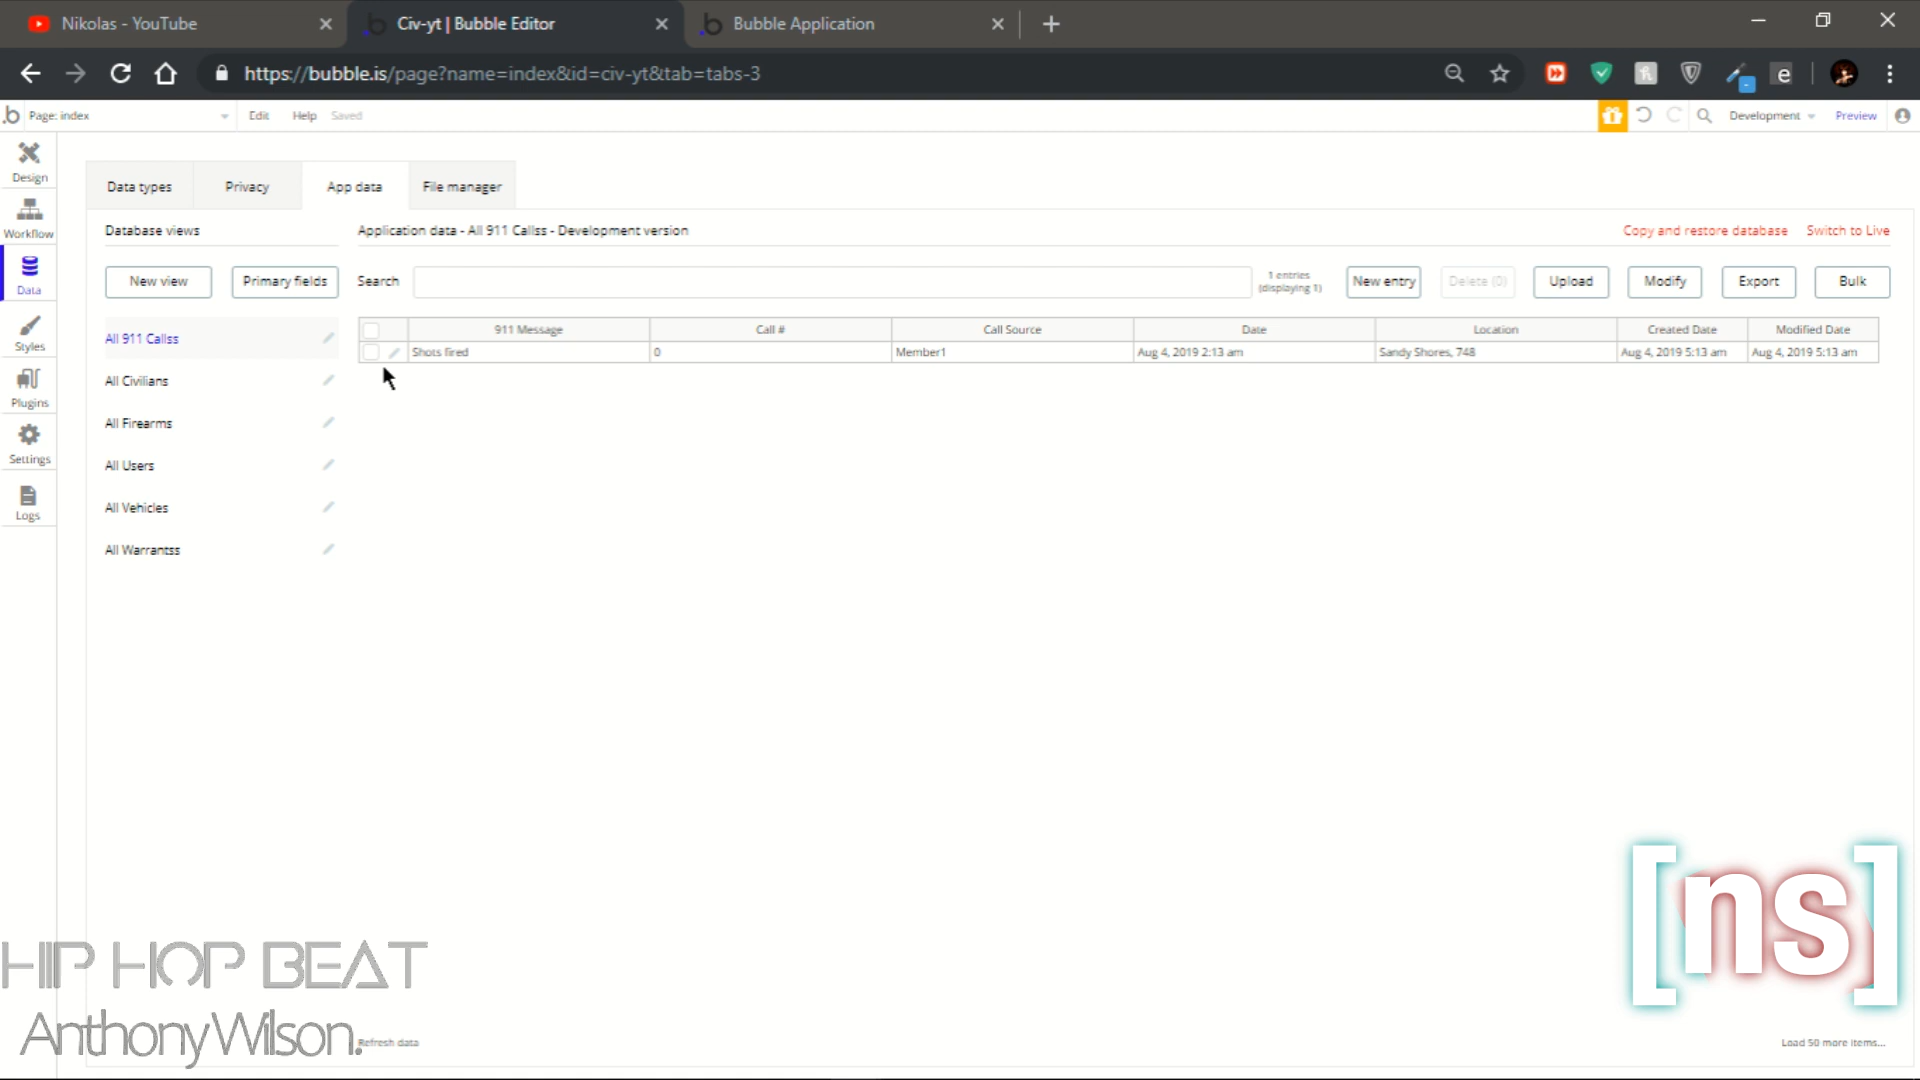 Nikolas - YouTube
Civ-yt | Bubble Editor
Bubble Application
https://bubble.is/page?name=index&id=civ-yt&tab=tabs-3
Page: index
Edit
Help
Saved
Development
Preview
Design
Workflow
Data
Styles
Plugins
Settings
Logs
Data types
Privacy
App data
File manager
Database views
Application data - All 911 Callss - Development version
Copy and restore database
Switch to Live
New view
Primary fields
Search
1 entries
(displaying 1)
New entry
Delete (0)
Upload
Modify
Export
Bulk
All 911 Callss
All Civilians
All Firearms
All Users
All Vehicles
All Warrantss
911 Message Call # Call Source Date Location Created Date Modified Date
Shots fired 0 Member1 Aug 4, 2019 2:13 am Sandy Shores, 748 Aug 4, 2019 5:13 am Aug 4, 2019 5:13 am
[ns]
HIP HOP BEAT
Anthony Wilson.
Refresh data
Load 50 more items...